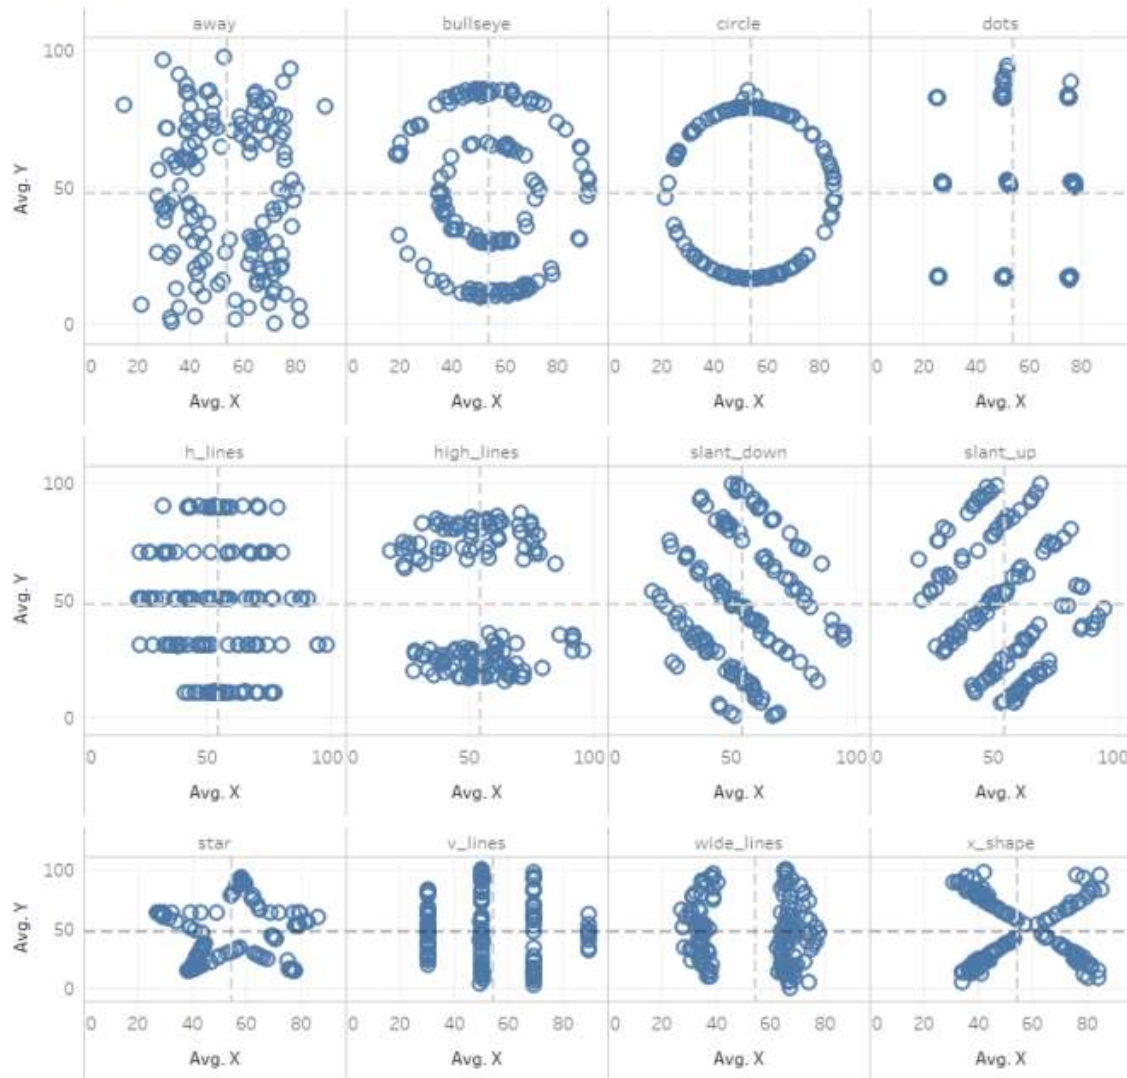 away bullseye circle dots
100
50
0
Avg. Y
0 20 40 60 80 0 20 40 60 80 0 20 40 60 80 0 20 40 60 80
Avg. X Avg. X Avg. X Avg. X
h_lines high_lines slant_down slant_up
100
50
0
Avg. Y
0 50 100 0 50 100 0 50 100 0 50 100
Avg. X Avg. X Avg. X Avg. X
star v_lines wide_lines x_shape
100
50
0
Avg. Y
0 20 40 60 80 0 20 40 60 80 0 20 40 60 80 0 20 40 60 80
Avg. X Avg. X Avg. X Avg. X